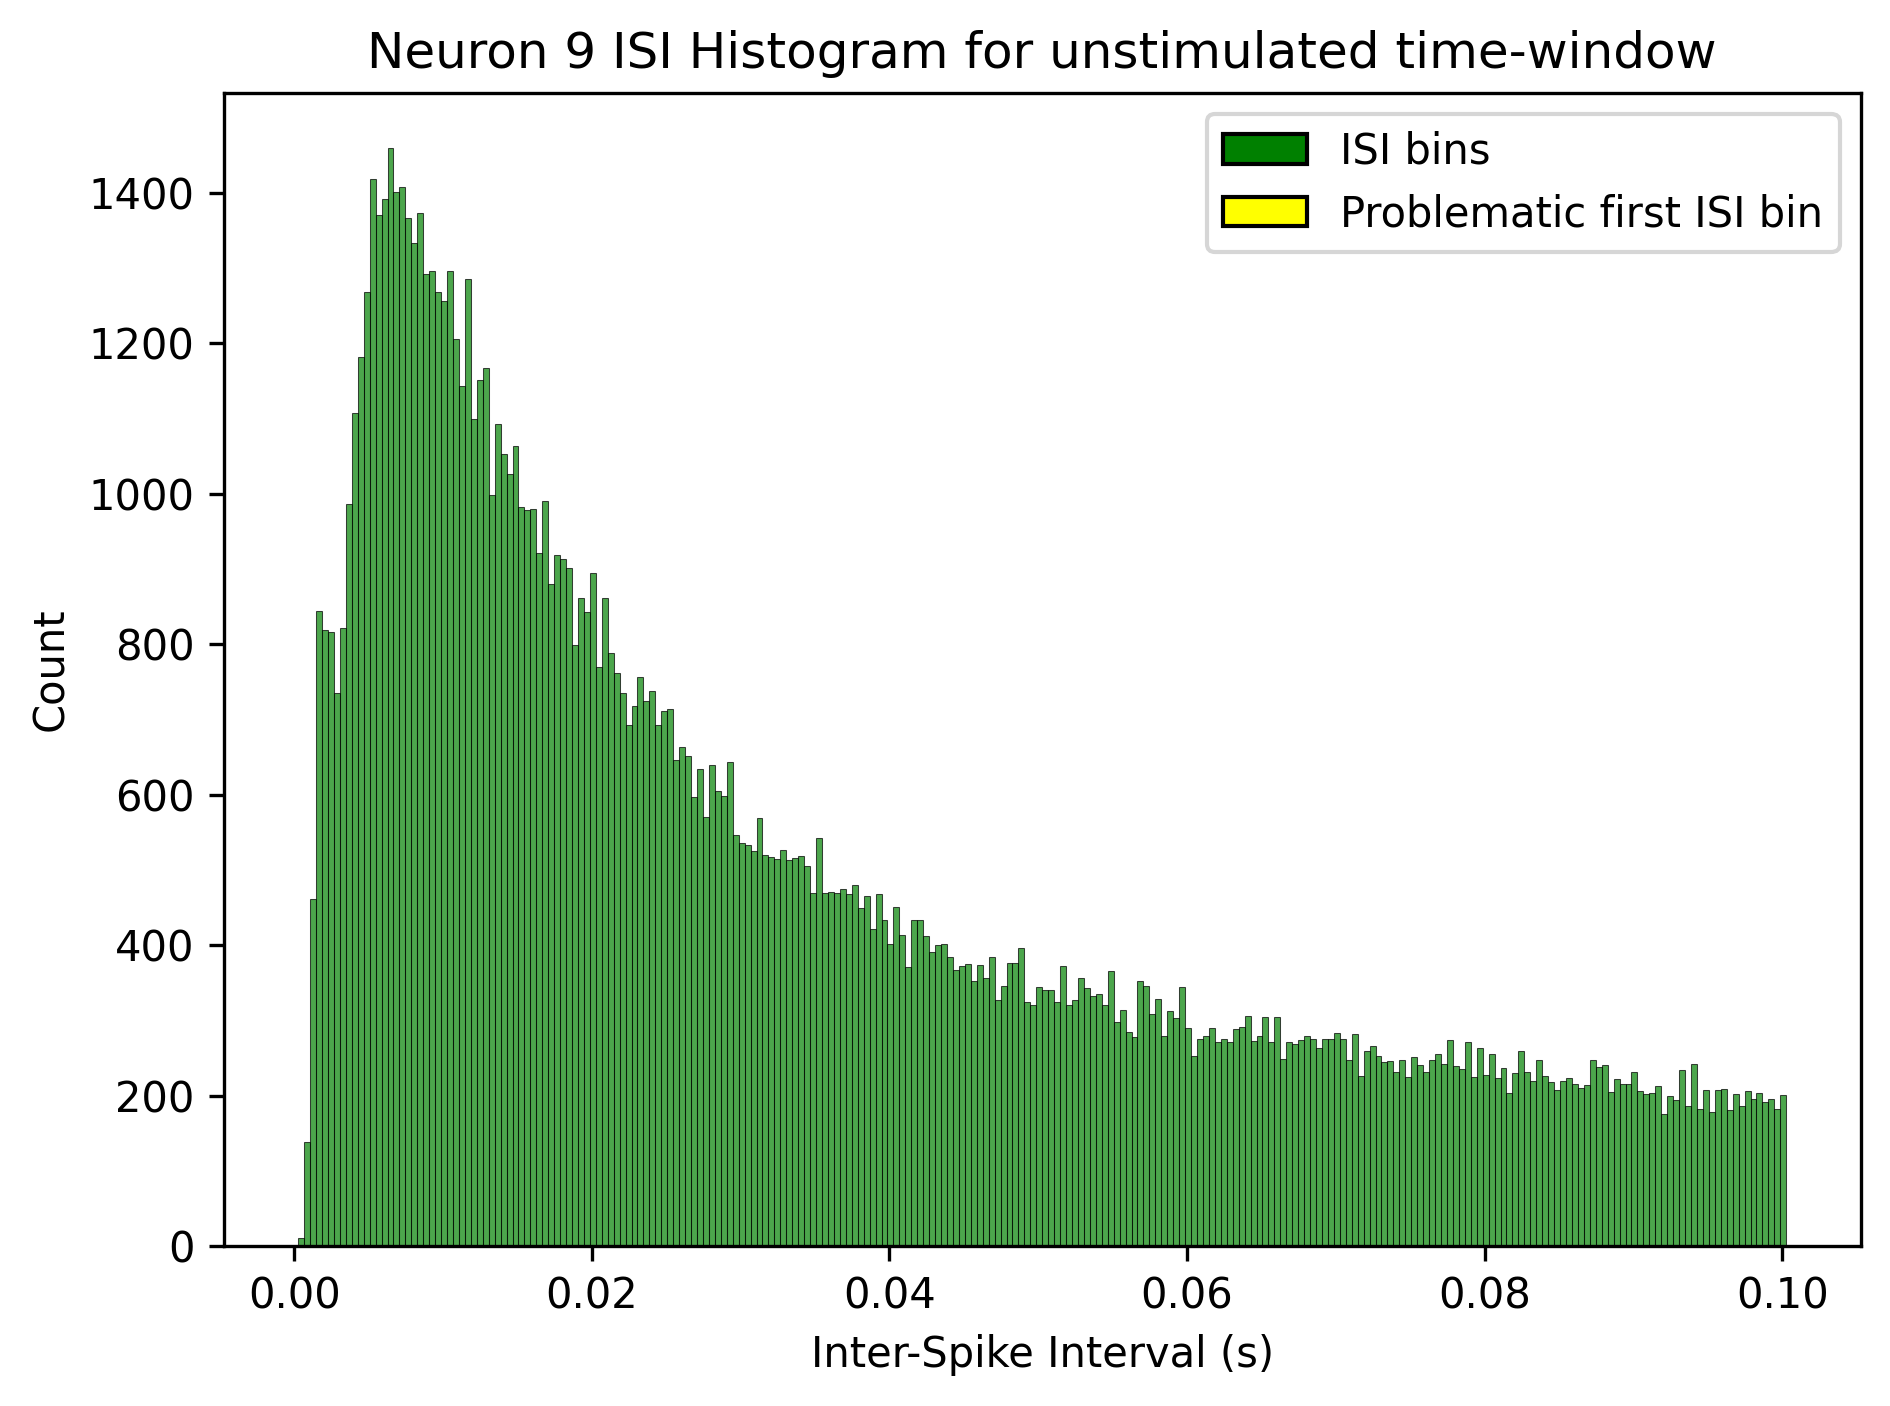 Neuron 9 ISI Histogram for unstimulated time-window
ISI bins
Problematic first ISI bin
1400
1200
1000
800
600
400
200
0
Count
0.00 0.02 0.04 0.06 0.08 0.10
Inter-Spike Interval (s)